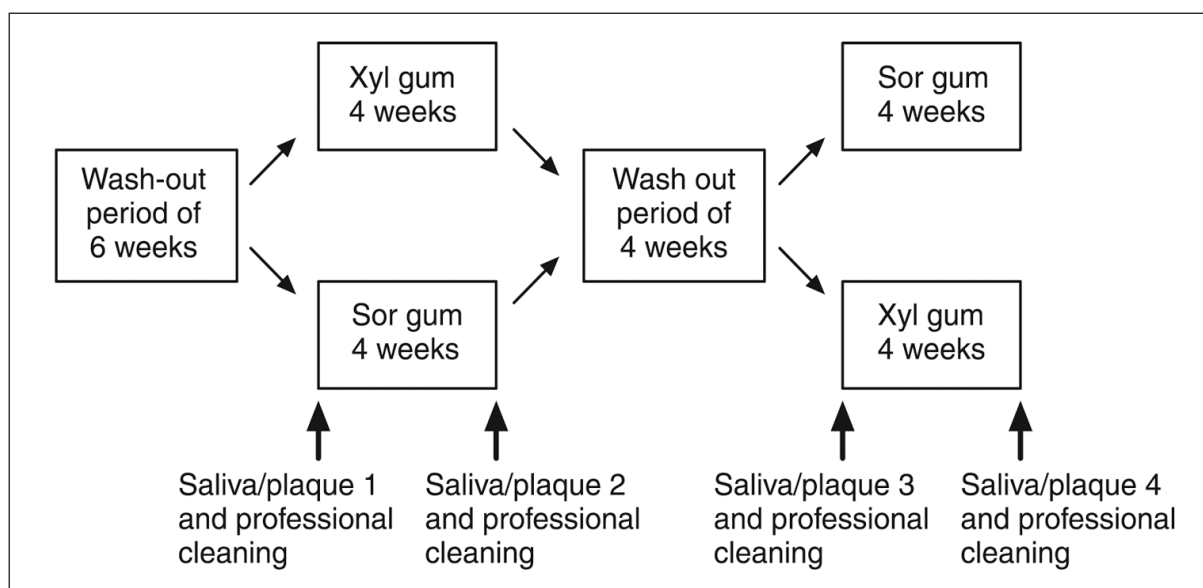 Xyl gum
4 weeks
Sor gum
4 weeks
Wash-out
period of
6 weeks
Wash out
period of
4 weeks
Sor gum
4 weeks
Xyl gum
4 weeks
Saliva/plaque 1
and professional
cleaning
Saliva/plaque 2
and professional
cleaning
Saliva/plaque 3
and professional
cleaning
Saliva/plaque 4
and professional
cleaning